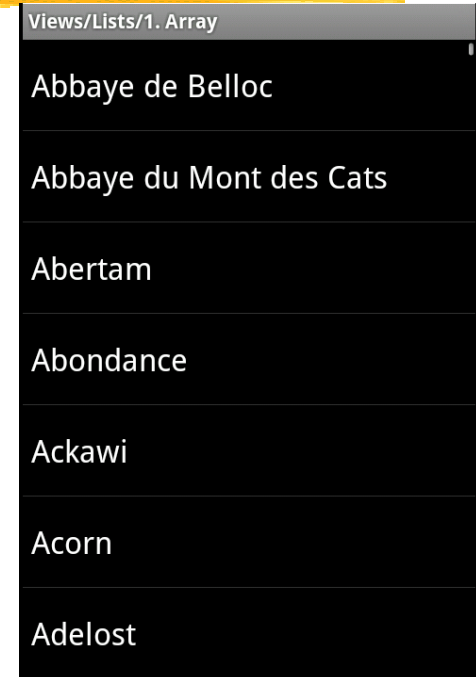 Views/Lists/1. Array
Abbaye de Belloc
Abbaye du Mont des Cats
Abertam
Abondance
Ackawi
Acorn
Adelost